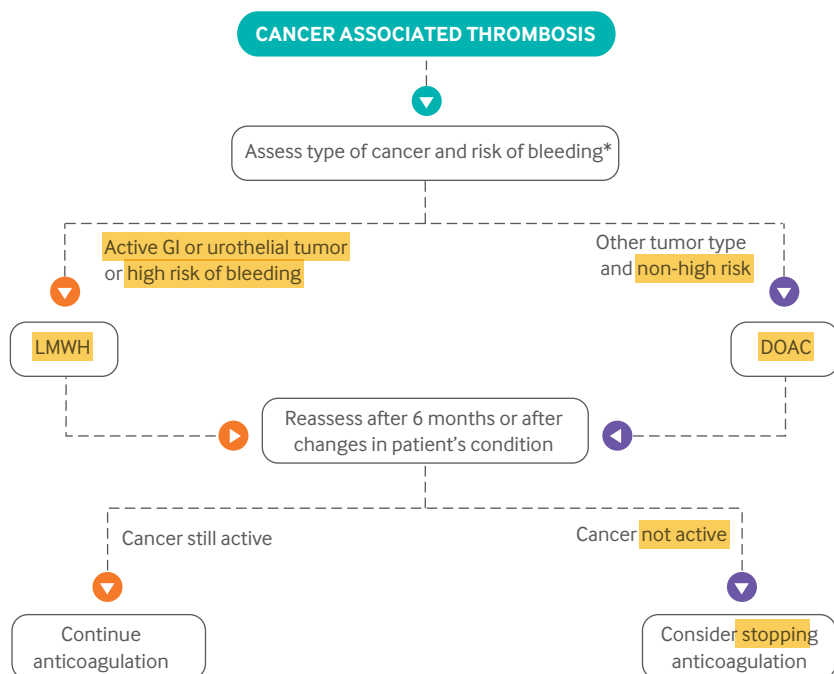 CANCER ASSOCIATED THROMBOSIS
Assess type of cancer and risk of bleeding*
Active GI or urothelial tumor
or high risk of bleeding
Other tumor type
and non-high risk
LMWH
DOAC
Reassess after 6 months or after
changes in patient's condition
Cancer still active
Cancer not active
Continue
anticoagulation
Consider stopping
anticoagulation